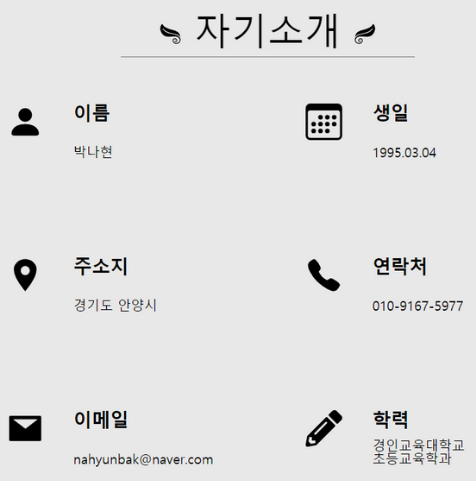 자기소개
이름
박나현
생일
1995.03.04
주소지
경기도 안양시
연락처
010-9167-5977
이메일
nahyunbak@naver.com
학력
경인교육대학교
초등교육학과